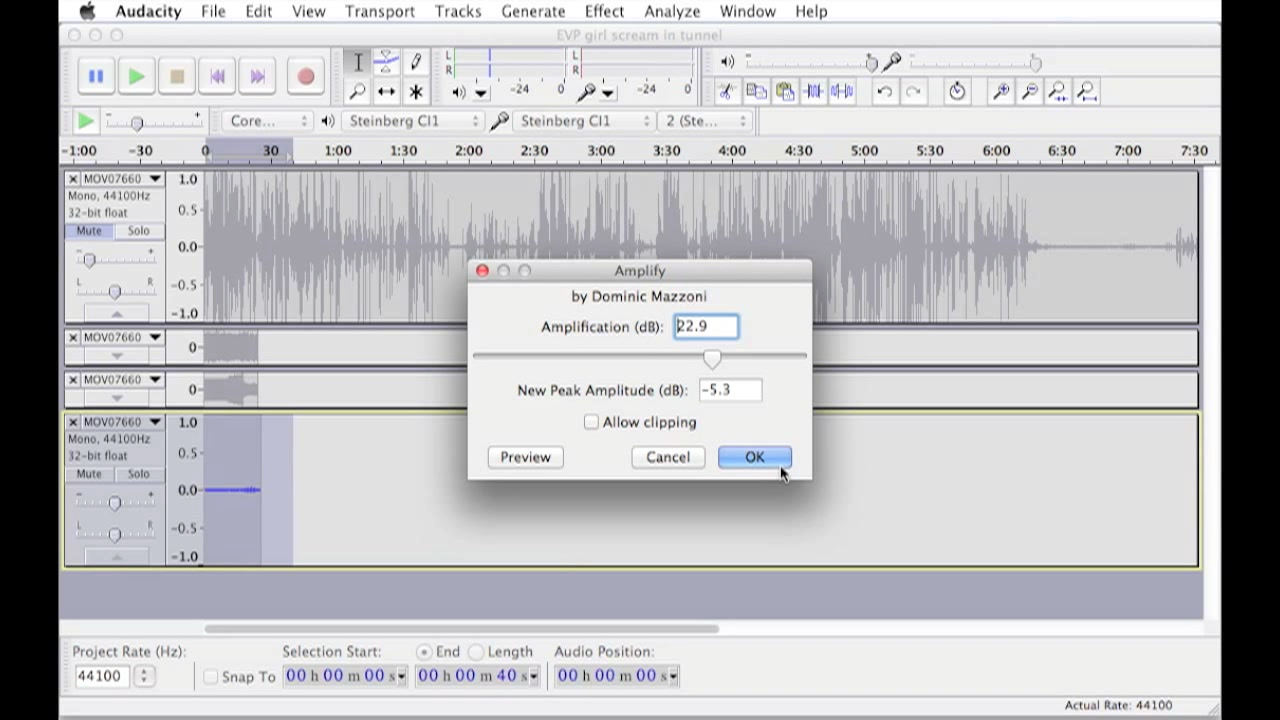 Audacity File Edit View Transport Tracks Generate Effect Analyze Window Help
EVP girl scream in tunnel
L
R
-24 0
L
R
-24 0
Core... Steinberg CI1 Steinberg CI1 2 (Ste...
-1:00 -30 0 30 1:00 1:30 2:00 2:30 3:00 3:30 4:00 4:30 5:00 5:30 6:00 6:30 7:00 7:30
MOV07660
Mono, 44100Hz
32-bit float
Mute Solo
- +
L R
1.0
0.5
0.0
-0.5
-1.0
MOV07660
0
MOV07660
0
MOV07660
Mono, 44100Hz
32-bit float
Mute Solo
- +
L R
1.0
0.5
0.0
-0.5
-1.0
Amplify
by Dominic Mazzoni
Amplification (dB): 22.9
New Peak Amplitude (dB): -5.3
Allow clipping
Preview Cancel OK
Project Rate (Hz): Selection Start: End Length Audio Position:
44100 Snap To 00 h 00 m 00 s 00 h 00 m 40 s 00 h 00 m 00 s
Actual Rate: 44100